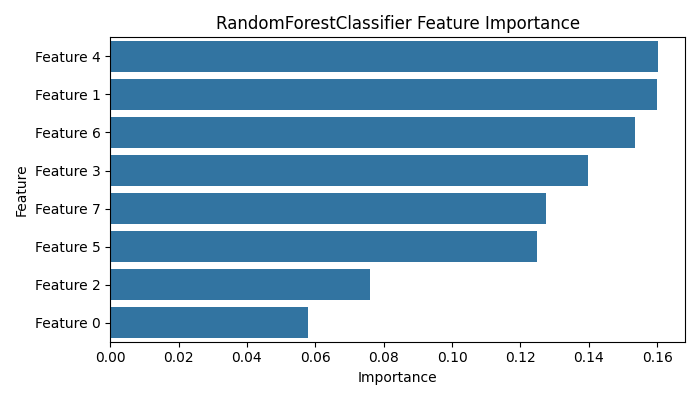 RandomForestClassifier Feature Importance
Feature 4
Feature 1
Feature 6
Feature 3
Feature 7
Feature 5
Feature 2
Feature 0
Feature
0.00 0.02 0.04 0.06 0.08 0.10 0.12 0.14 0.16
Importance